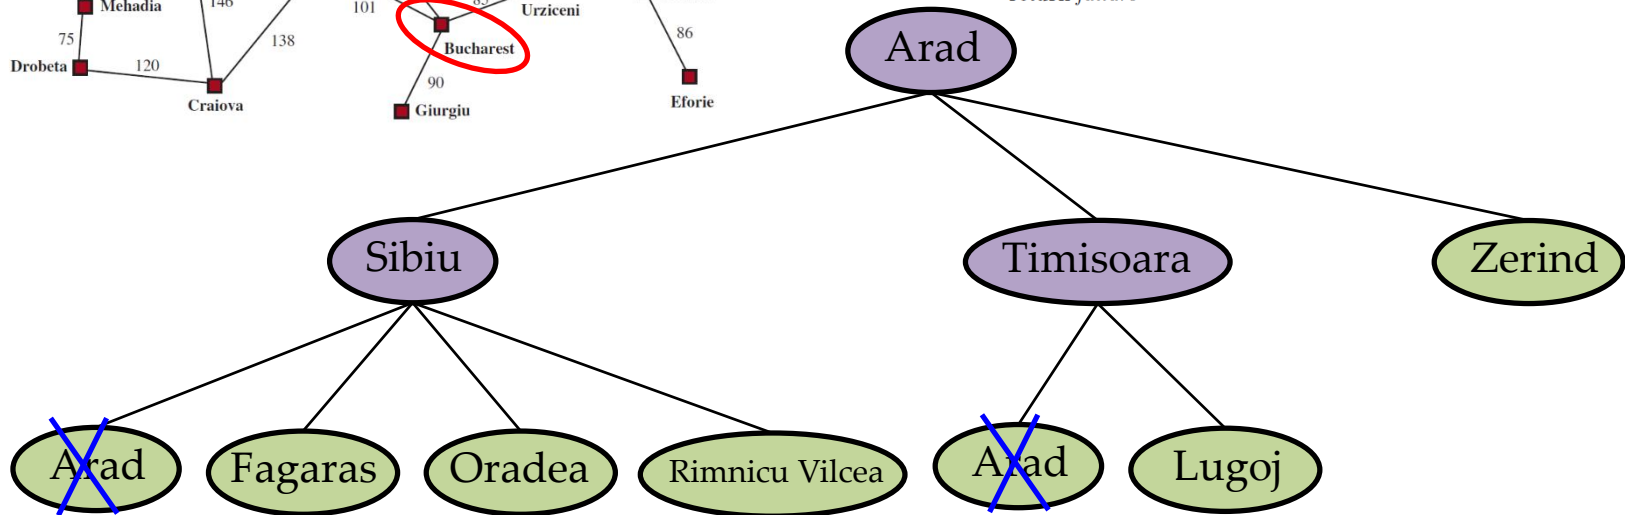 Mehadia
146
101
85
Urziceni
75
138
Bucharest
86
Drobeta
120
90
Craiova
Giurgiu
Eforie
Arad
Sibiu
Timisoara
Zerind
Arad
Fagaras
Oradea
Rimnicu Vilcea
Arad
Lugoj